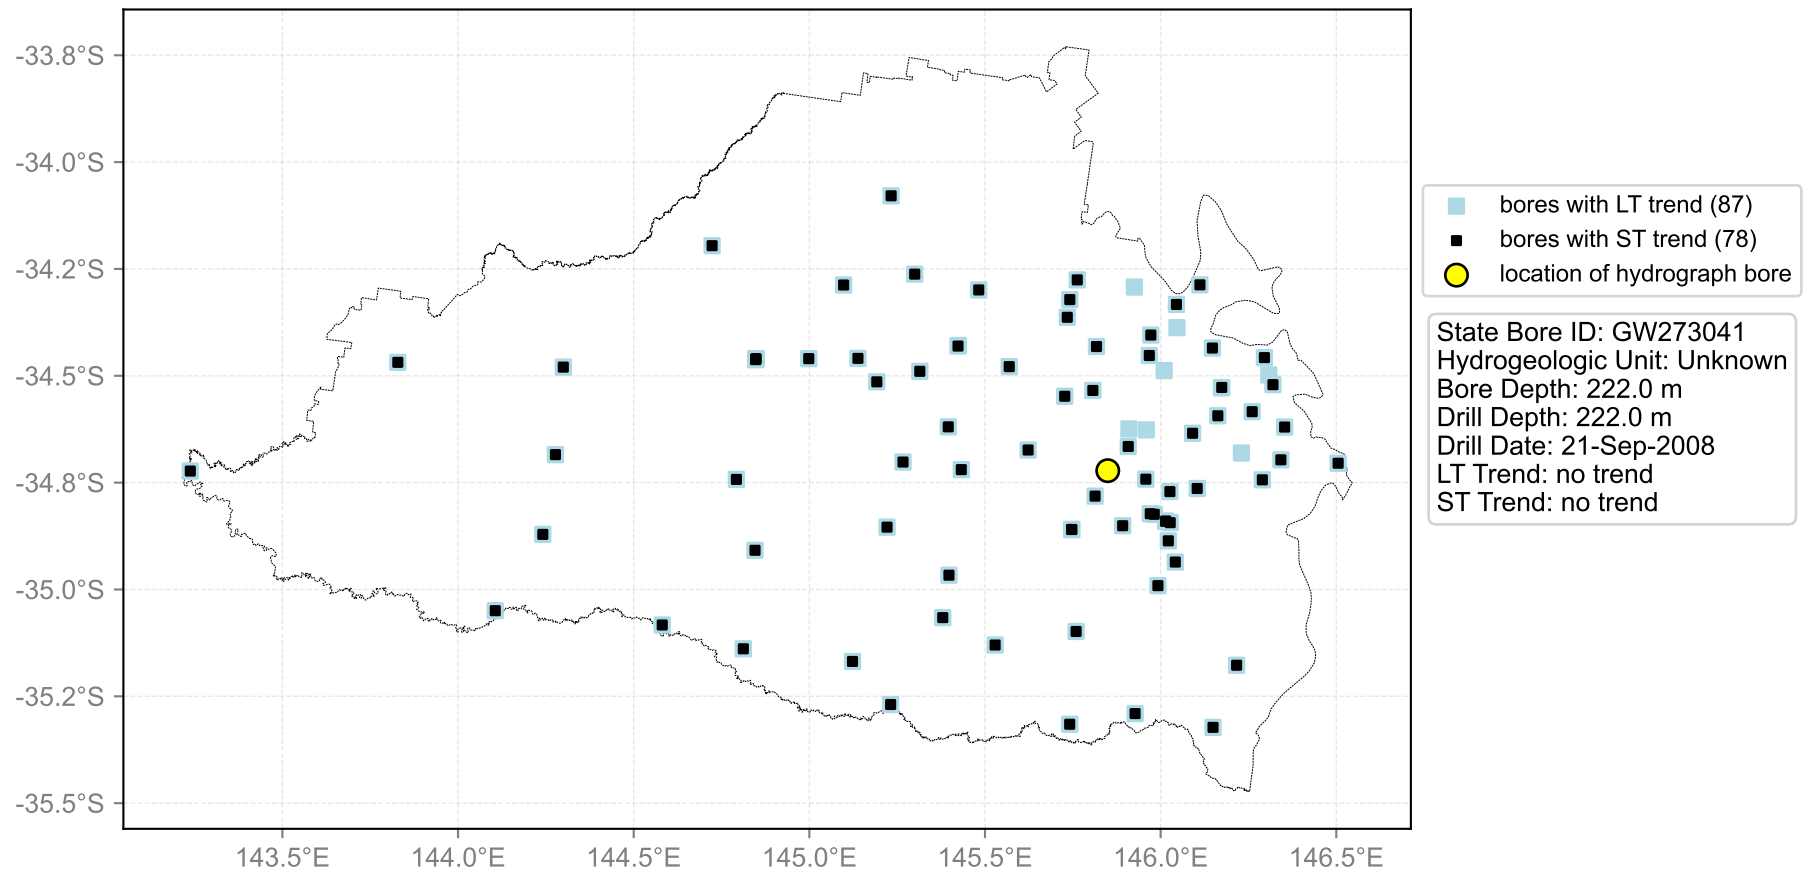 -33.8°S
-34.0°S
-34.2°S
-34.5°S
-34.8°S
-35.0°S
-35.2°S
-35.5°S
143.5°E
144.0°E
144.5°E
145.0°E
145.5°E
146.0°E
146.5°E
bores with LT trend (87)
bores with ST trend (78)
location of hydrograph bore
State Bore ID: GW273041
Hydrogeologic Unit: Unknown
Bore Depth: 222.0 m
Drill Depth: 222.0 m
Drill Date: 21-Sep-2008
LT Trend: no trend
ST Trend: no trend